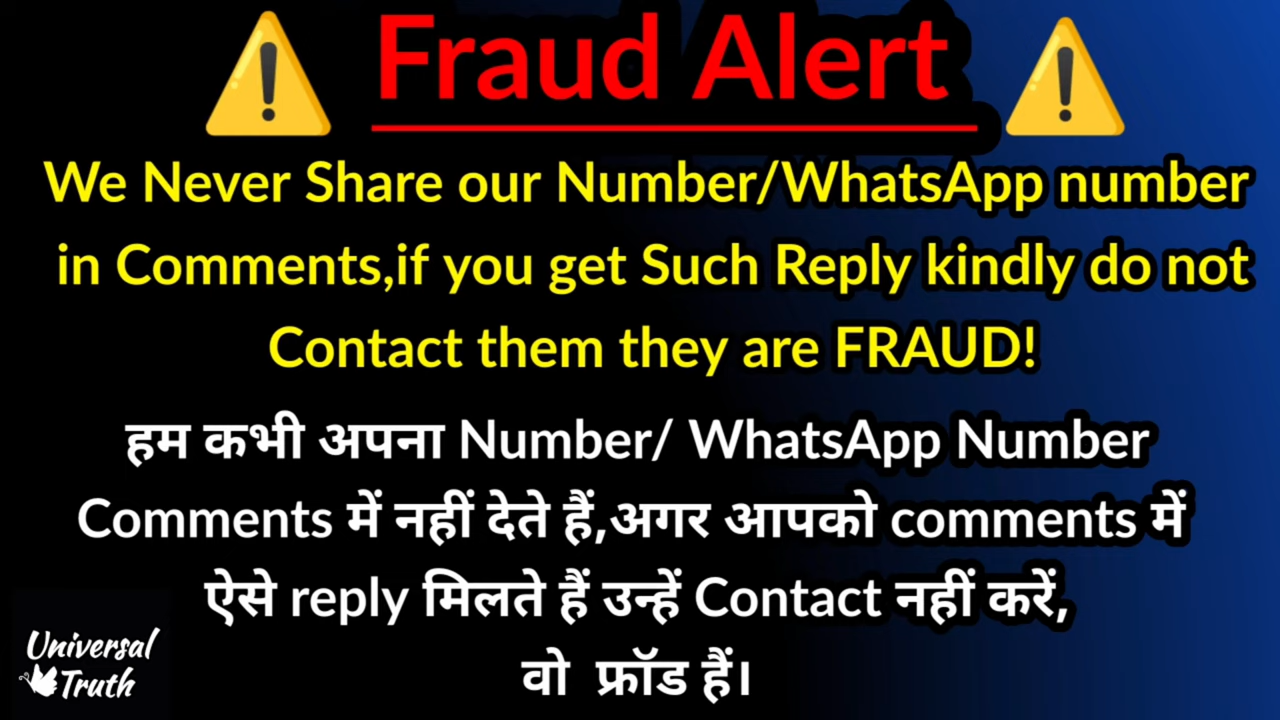 Fraud Alert
We Never Share our Number/WhatsApp number
in Comments,if you get Such Reply kindly do not
Contact them they are FRAUD!
हम कभी अपना Number/ WhatsApp Number
Comments में नहीं देते हैं,अगर आपको comments में
ऐसे reply मिलते हैं उन्हें Contact नहीं करें,
वो फ्रॉड हैं।
Universal
Truth